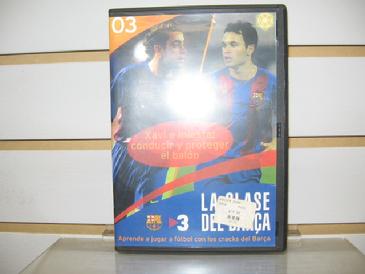 03
Xavi e Iniesta:
conducir y proteger
el balón
3
LA CLASE
DEL BARÇA
Aprende a jugar a fútbol con los cracks del Barça